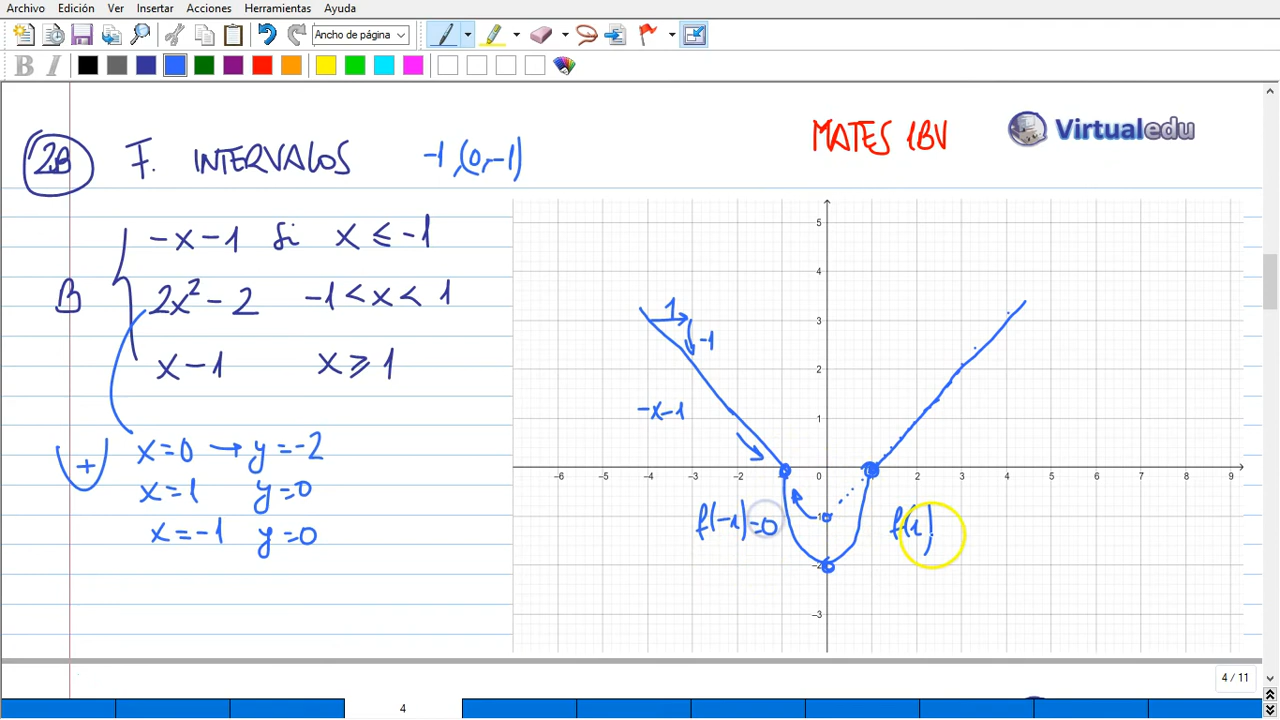 Archivo Edición Ver Insertar Acciones Herramientas Ayuda
Ancho de página
B I
2B F. INTERVALOS -1,(0,-1)
MATES 1BV
Virtualedu
B
-x-1 si x ≤ -1
2x²-2 -1 < x < 1
x-1 x ≥ 1
+
x=0 → y=-2
x=1 y=0
x=-1 y=0
5
4
3
2
1
-6 -5 -4 -3 -2 -1 0 1 2 3 4 5 6 7 8 9
-1
-2
-3
1
-1
-x-1
f(-1)=0
f(1)
4 / 11
4